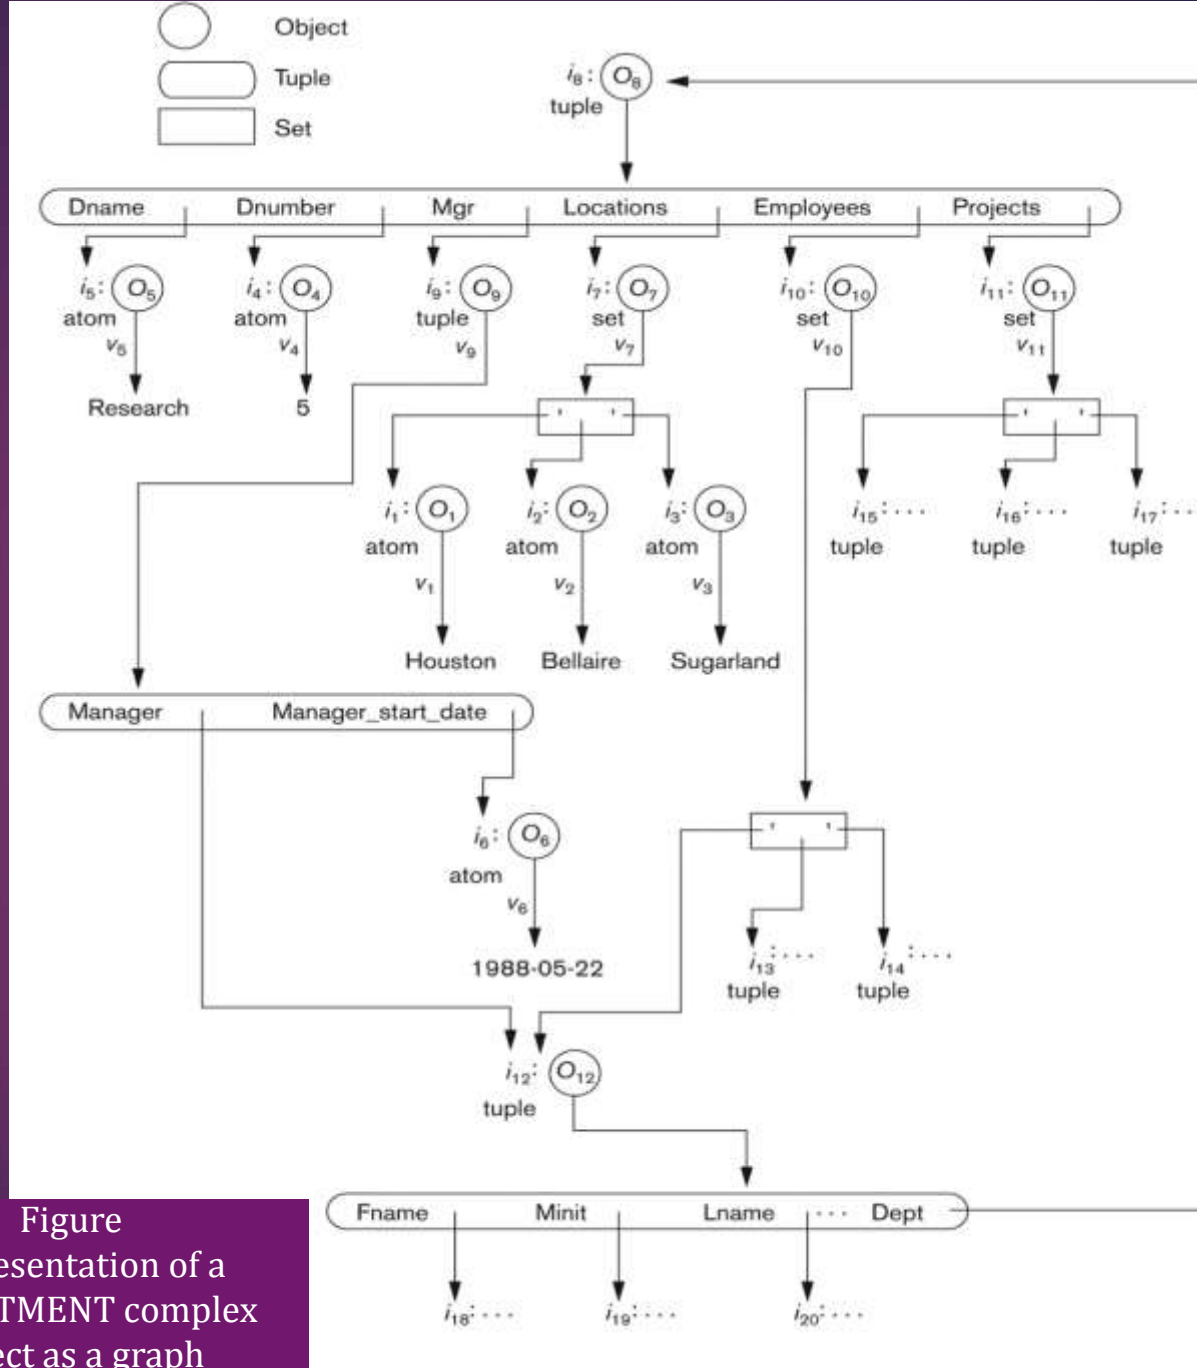 Object
Tuple
Set
i8: O8
tuple
Dname Dnumber Mgr Locations Employees Projects
i5: O5 i4: O4 i9: O9 i7: O7 i10: O10 i11: O11
atom atom tuple set set set
v5 v4 v9 v7 v10 v11
Research 5
i1: O1 i2: O2 i3: O3 i15: ··· i16: ··· i17: ··
atom atom atom tuple tuple tuple
v1 v2 v3
Houston Bellaire Sugarland
Manager Manager_start_date
i6: O6
atom
v6
1988-05-22
i13: ··· i14: ···
tuple tuple
i12: O12
tuple
Fname Minit Lname ··· Dept
i18: ··· i19: ··· i20: ···
Figure
esentation of a
TMENT complex
ect as a graph